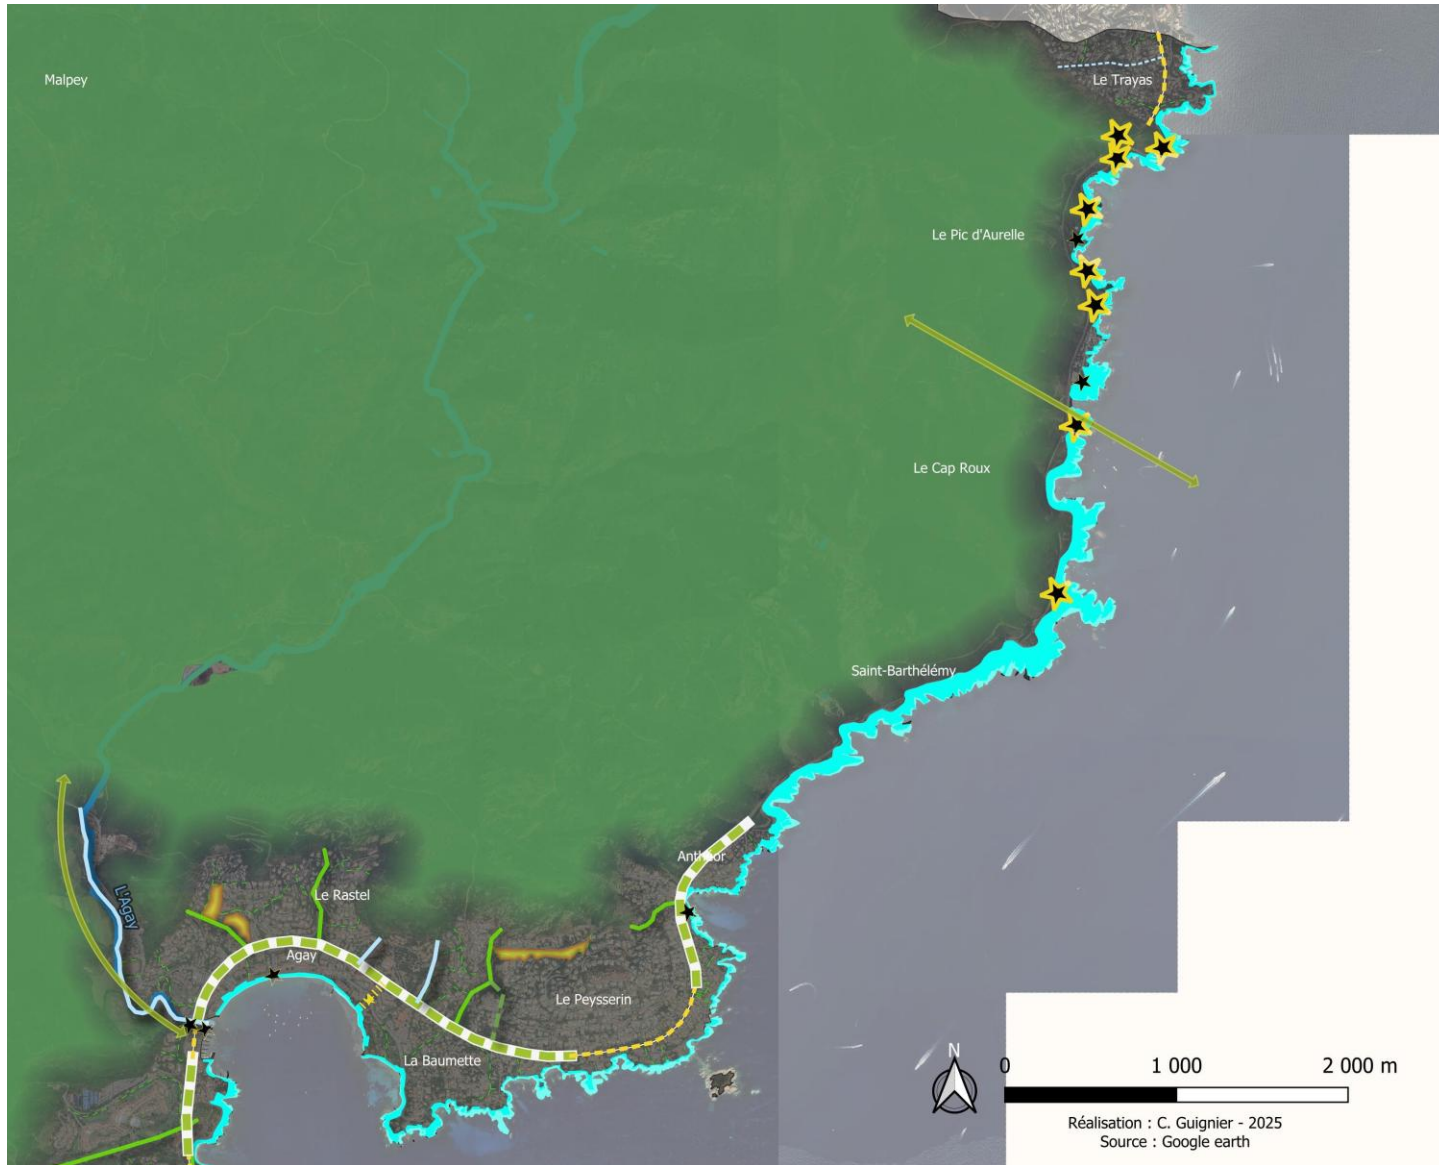 Malpey
Le Trayas
Le Pic d'Aurelle
Le Cap Roux
Saint-Barthélémy
Anthéor
L'Agay
Le Rastel
Agay
Le Peysserin
La Baumette
N
0 1 000 2 000 m
Réalisation : C. Guignier - 2025
Source : Google earth